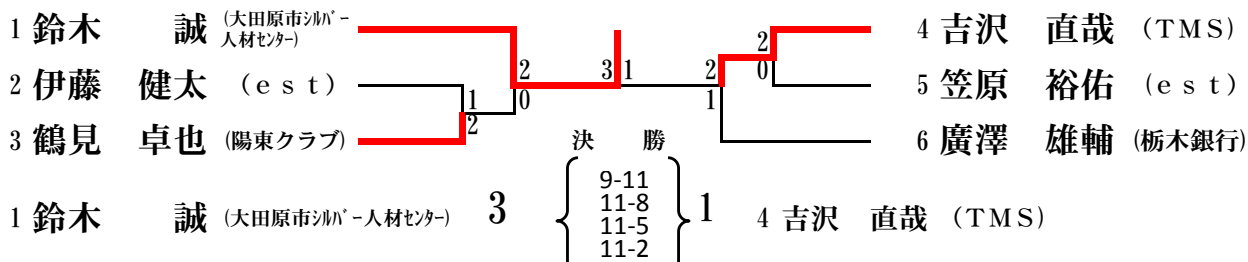 1 鈴木　誠 (大田原市ｼﾙﾊﾞｰ人材ｾﾝﾀｰ)
2 伊藤　健太 (ｅｓｔ)
3 鶴見　卓也 (陽東クラブ)
4 吉沢　直哉 (ＴＭＳ)
5 笠原　裕佑 (ｅｓｔ)
6 廣澤　雄輔 (栃木銀行)
2 3 1 2 2 0
1 0 1
2
決　勝
1 鈴木　誠 (大田原市ｼﾙﾊﾞｰ人材ｾﾝﾀｰ) 3
9-11
11-8
11-5
11-2
1 4 吉沢　直哉 (ＴＭＳ)